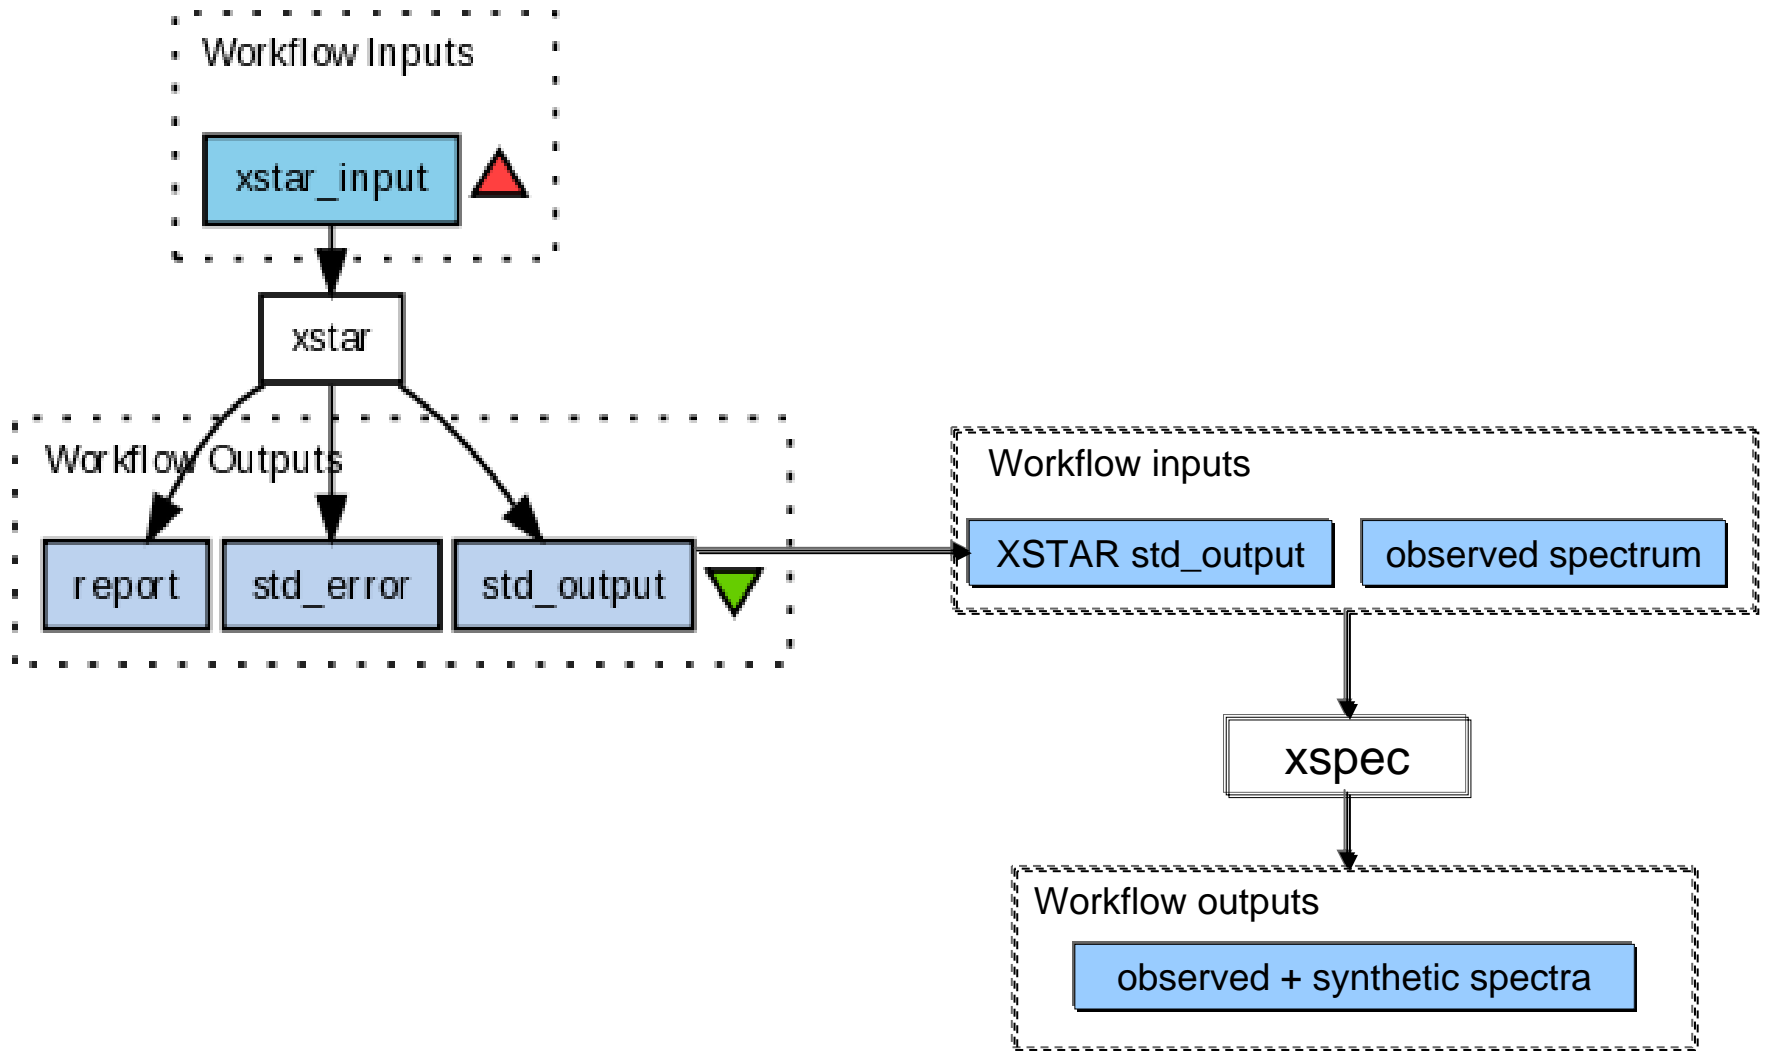 Workflow Inputs
xstar_input
xstar
Workflow Outputs
report
std_error
std_output
Workflow inputs
XSTAR std_output
observed spectrum
xspec
Workflow outputs
observed + synthetic spectra